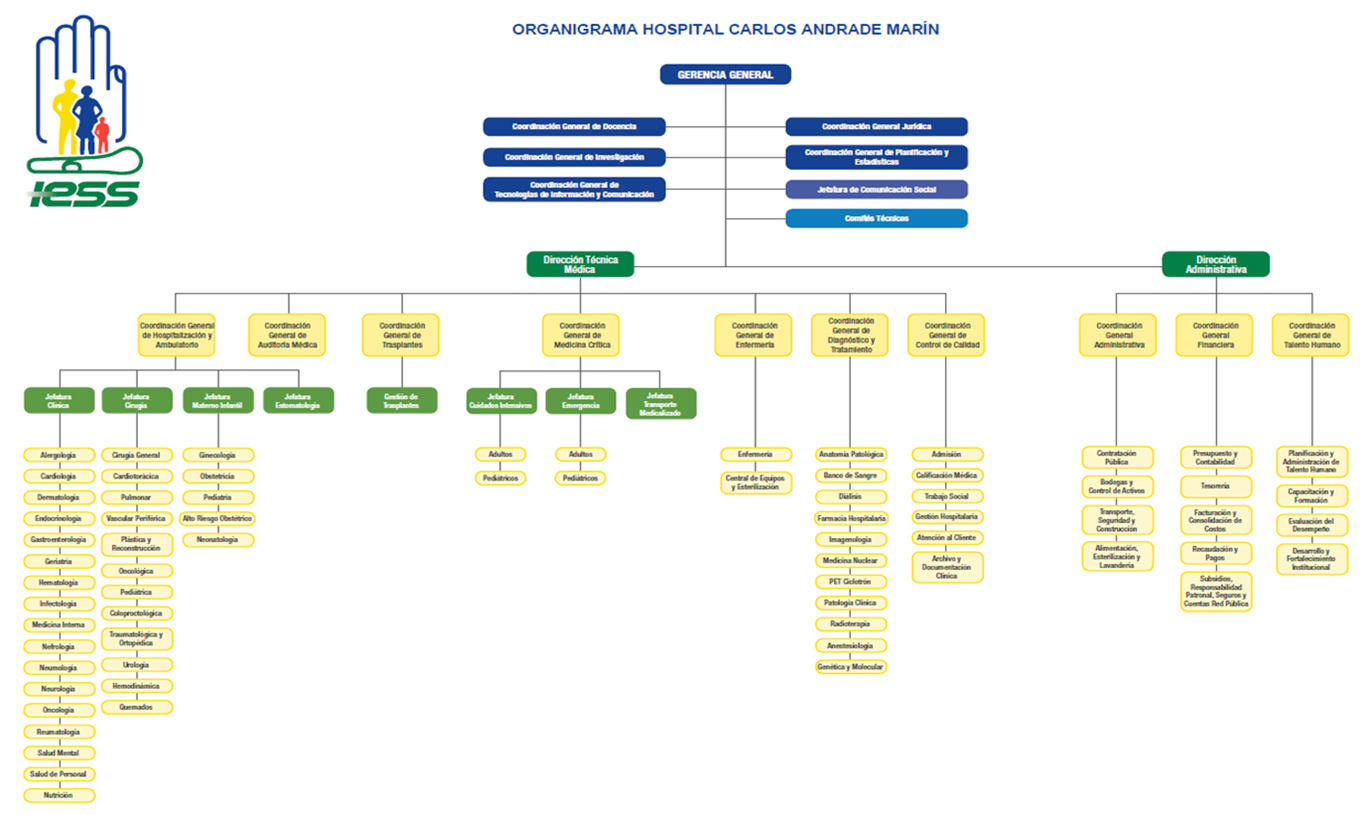 ORGANIGRAMA HOSPITAL CARLOS ANDRADE MARÍN
IESS
GERENCIA GENERAL
Coordinación General de Docencia
Coordinación General Jurídica
Coordinación General de Investigación
Coordinación General de Planificación y
Estadísticas
Coordinación General de
Tecnologías de Información y Comunicación
Jefatura de Comunicación Social
Comités Técnicos
Dirección Técnica
Médica
Dirección
Administrativa
Coordinación General
de Hospitalización y
Ambulatorio
Coordinación
General de
Auditoría Médica
Coordinación
General de
Trasplantes
Coordinación
General de
Medicina Crítica
Coordinación
General de
Enfermería
Coordinación
General de
Diagnóstico y
Tratamiento
Coordinación
General de
Control de Calidad
Coordinación
General
Administrativa
Coordinación
General
Financiera
Coordinación
General de
Talento Humano
Jefatura
Clínica
Jefatura
Cirugía
Jefatura
Materno Infantil
Jefatura
Estomatología
Gestión de
Trasplantes
Jefatura
Cuidados Intensivos
Jefatura
Emergencia
Jefatura
Transporte
Medicalizado
Alergología
Cardiología
Dermatología
Endocrinología
Gastroenterología
Geriatría
Hematología
Infectología
Medicina Interna
Nefrología
Neumología
Neurología
Oncología
Reumatología
Salud Mental
Salud de Personal
Nutrición
Cirugía General
Cardiotorácica
Pulmonar
Vascular Periférica
Plástica y
Reconstrucción
Oncológica
Pediátrica
Coloproctológica
Traumatológica y
Ortopédica
Urología
Hemodinámica
Quemados
Ginecología
Obstetricia
Pediatría
Alto Riesgo Obstétrico
Neonatología
Adultos
Pediátricos
Adultos
Pediátricos
Enfermería
Central de Equipos
y Esterilización
Anatomía Patológica
Banco de Sangre
Diálinis
Farmacia Hospitalaria
Imagenología
Medicina Nuclear
PET Ciclotrón
Patología Clínica
Radioterapia
Anestesiología
Genética y Molecular
Admisión
Calificación Médica
Trabajo Social
Gestión Hospitalaria
Atención al Cliente
Archivo y
Documentación
Clínica
Contratación
Pública
Bodegas y
Control de Activos
Transporte,
Seguridad y
Construcción
Alimentación,
Esterilización y
Lavandería
Presupuesto y
Contabilidad
Tesorería
Facturación y
Consolidación de
Costos
Recaudación y
Pagos
Subsidios,
Responsabilidad
Patronal, Seguros y
Cuentas Red Pública
Planificación y
Administración de
Talento Humano
Capacitación y
Formación
Evaluación del
Desempeño
Desarrollo y
Fortalecimiento
Institucional